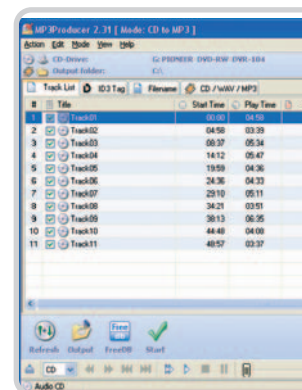 MP3Producer 2.31 [ Mode: CD to MP3 ]
Action Edit Mode View Help
CD-Drive: G: PIONEER DVD-RW DVR-104
Output folder: C:\
Track List ID3 Tag Filename CD / WAV / MP3
# Title Start Time Play Time
1 Track01 00:00 04:58
2 Track02 04:58 03:39
3 Track03 08:37 05:34
4 Track04 14:12 05:47
5 Track05 19:59 04:36
6 Track06 24:36 04:33
7 Track07 29:10 05:11
8 Track08 34:21 03:51
9 Track09 38:13 06:35
10 Track10 44:48 04:08
11 Track11 48:57 03:37
Free
Refresh Output FreeDB Start
CD
Audio CD